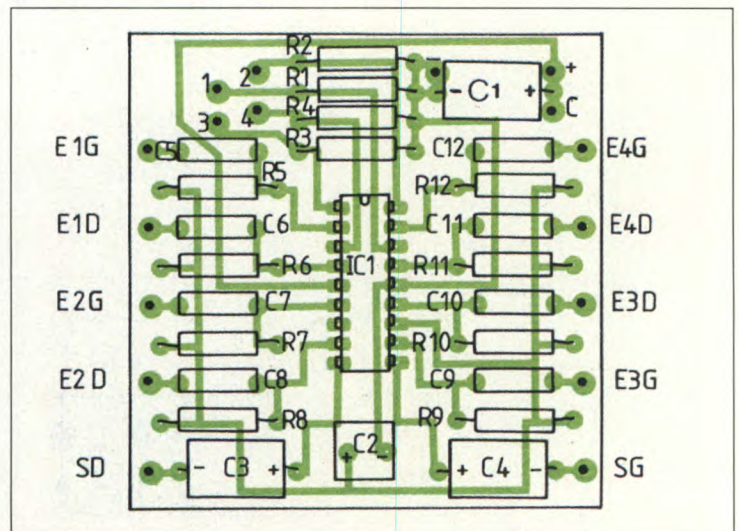 R2
- +
1 2 R1 - C1 +
R4
3 4 C
R3
E1G C5 C12 E4G
R5 R12
E1D C6 C11 E4D
R6 IC1 R11
E2G C7 C10 E3D
R7 R10
E2D C8 C9 E3G
R8 R9
SD - C3 + + C2 - + C4 - SG